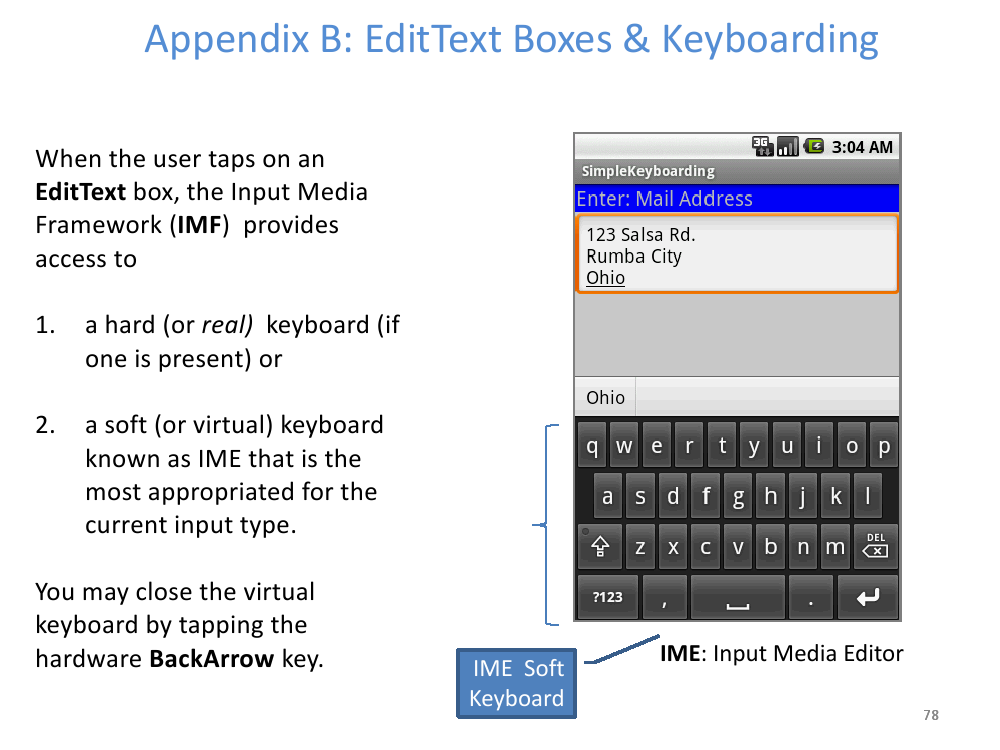 Appendix B: EditText Boxes & Keyboarding
When the user taps on an
EditText box, the Input Media
Framework (IMF) provides
access to
1. a hard (or real) keyboard (if
one is present) or
2. a soft (or virtual) keyboard
known as IME that is the
most appropriated for the
current input type.
You may close the virtual
keyboard by tapping the
hardware BackArrow key.
3G 3:04 AM
SimpleKeyboarding
Enter: Mail Address
123 Salsa Rd.
Rumba City
Ohio
Ohio
q w e r t y u i o p
a s d f g h j k l
z x c v b n m DEL
?123 , .
IME: Input Media Editor
IME Soft
Keyboard
78